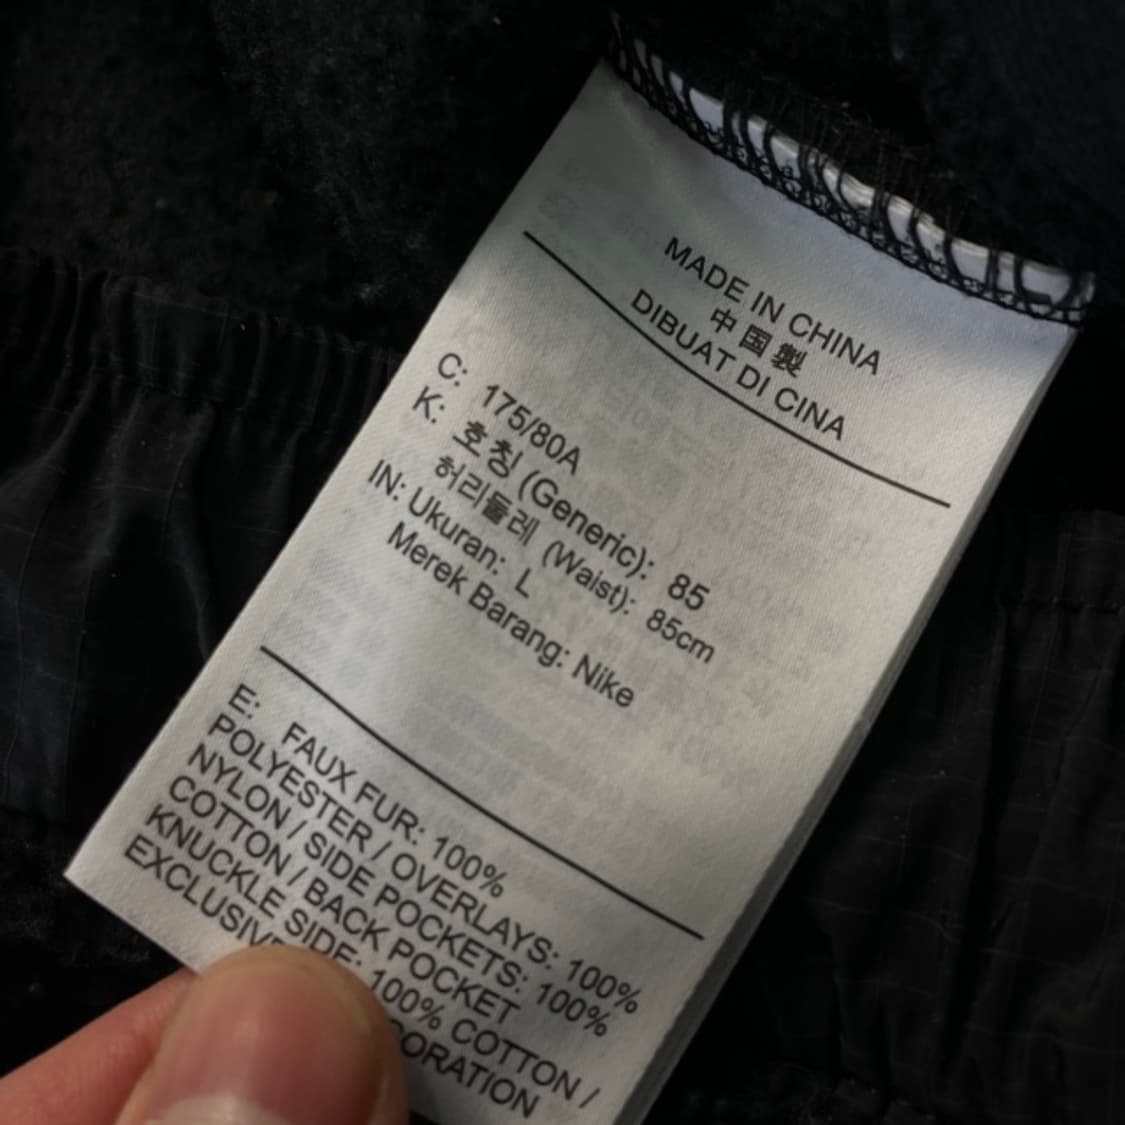 MADE IN CHINA
中国製
DIBUAT DI CINA
C: 175/80A
K: 호칭 (Generic): 85
허리둘레 (Waist): 85cm
IN: Ukuran: L
Merek Barang: Nike
E: FAUX FUR: 100%
POLYESTER / OVERLAYS: 100%
NYLON / SIDE POCKETS: 100%
COTTON / BACK POCKET
KNUCKLE SIDE: 100% COTTON /